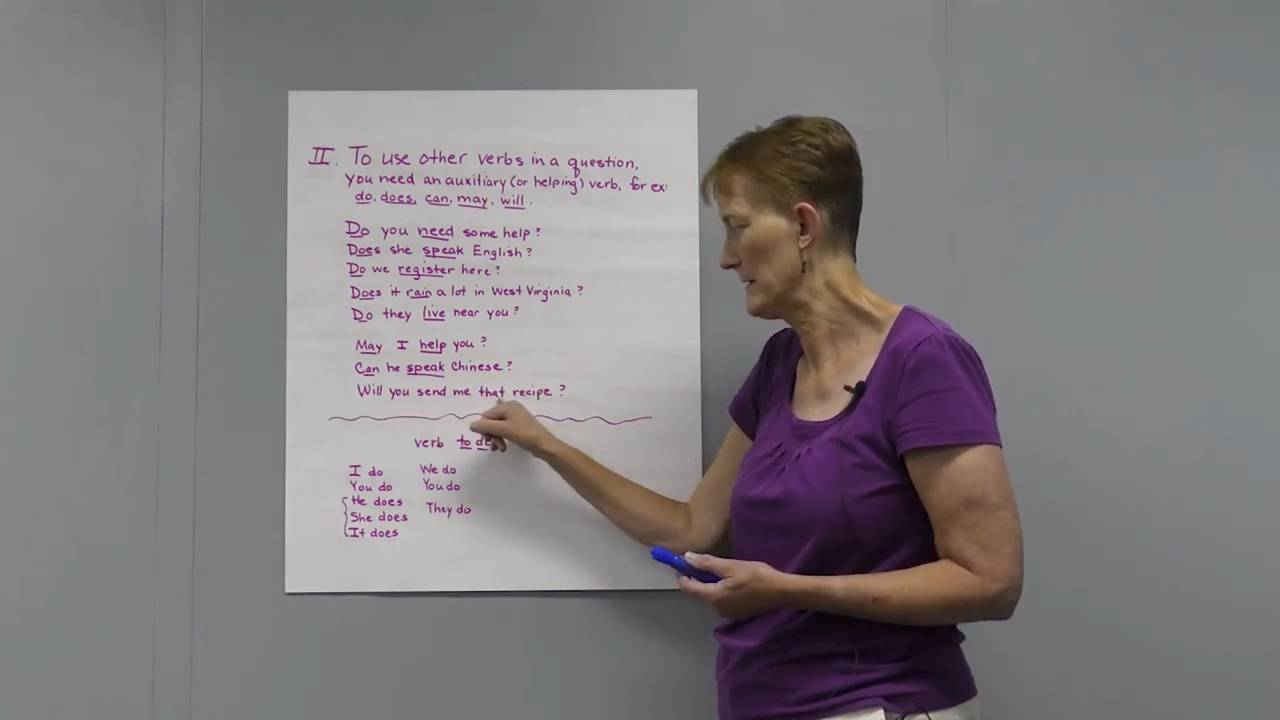 II. To use other verbs in a question,
you need an auxiliary (or helping) verb, for ex:
do, does, can, may, will.
Do you need some help?
Does she speak English?
Do we register here?
Does it rain a lot in West Virginia?
Do they live near you?
May I help you?
Can he speak Chinese?
Will you send me that recipe?
verb to do
I do We do
You do You do
He does
She does They do
It does